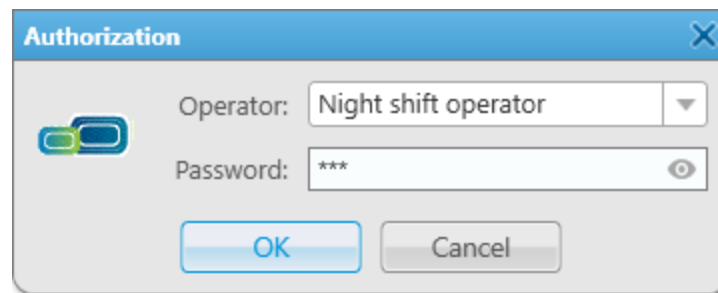 Authorization
Operator: Night shift operator
Password: ***
OK Cancel